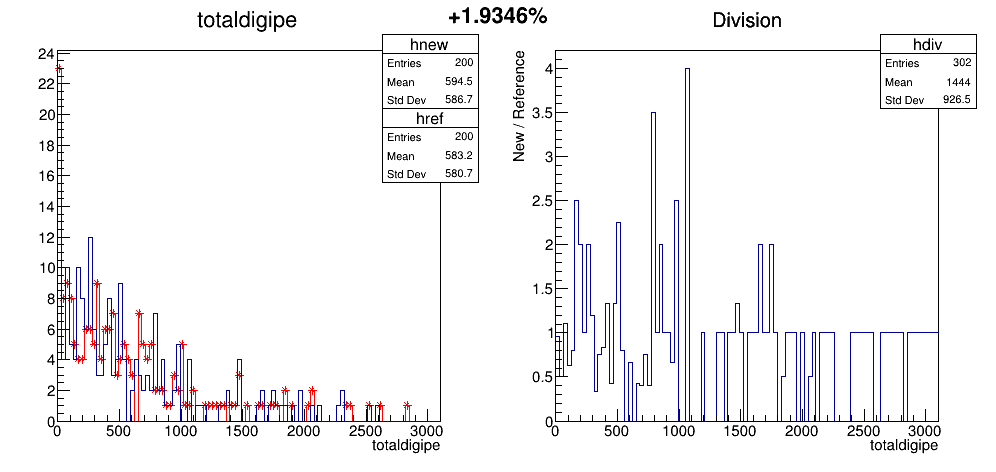 +1.9346%
totaldigipe
hnew
Entries 200
Mean 594.5
Std Dev 586.7
href
Entries 200
Mean 583.2
Std Dev 580.7
24
22
20
18
16
14
12
10
8
6
4
2
0
0 500 1000 1500 2000 2500 3000
totaldigipe
Division
hdiv
Entries 302
Mean 1444
Std Dev 926.5
New / Reference
4
3.5
3
2.5
2
1.5
1
0.5
0
0 500 1000 1500 2000 2500 3000
totaldigipe